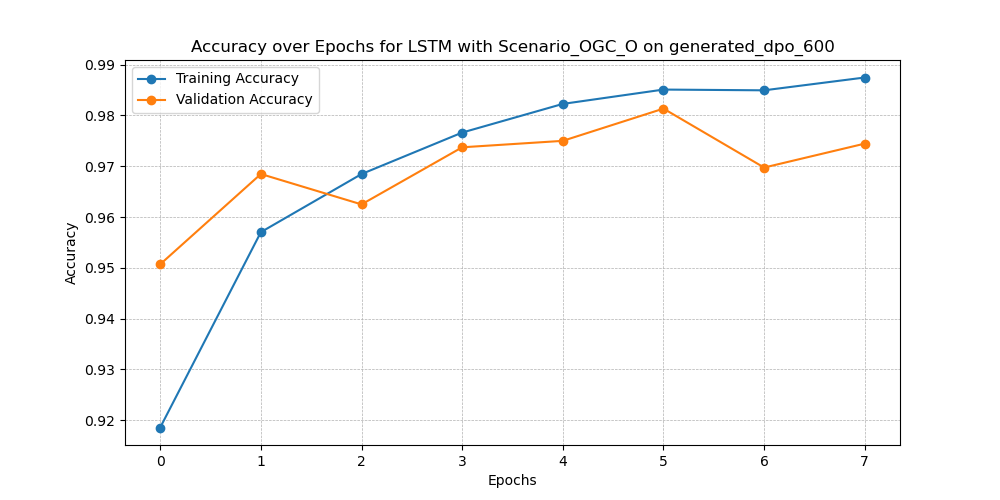 Accuracy over Epochs for LSTM with Scenario_OGC_O on generated_dpo_600
Training Accuracy
Validation Accuracy
Accuracy
0.99
0.98
0.97
0.96
0.95
0.94
0.93
0.92
0 1 2 3 4 5 6 7
Epochs